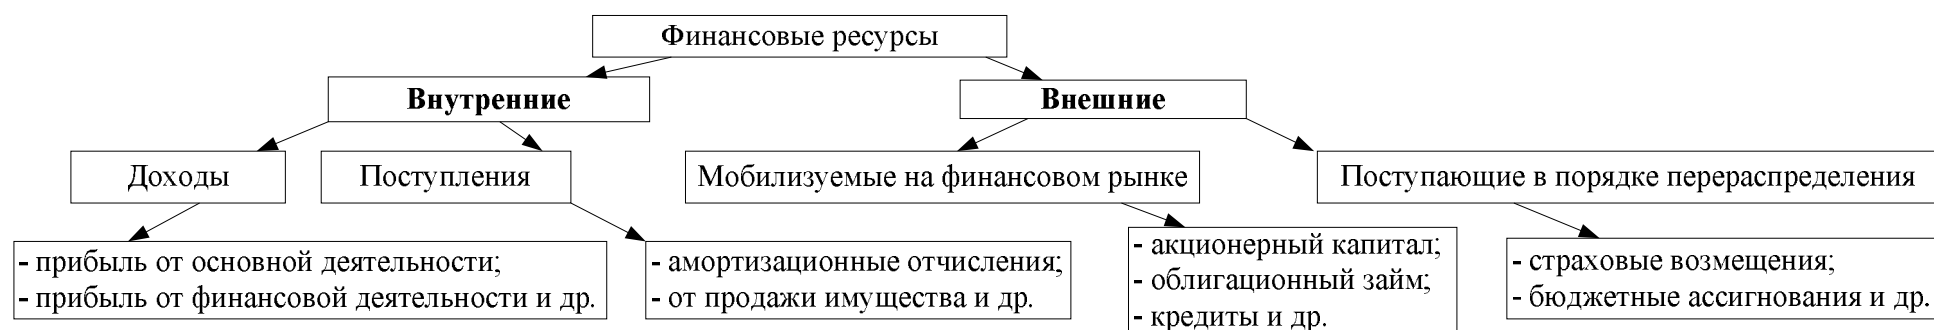 Финансовые ресурсы
Внутренние
Внешние
Доходы
Поступления
Мобилизуемые на финансовом рынке
Поступающие в порядке перераспределения
- прибыль от основной деятельности;
- прибыль от финансовой деятельности и др.
- амортизационные отчисления;
- от продажи имущества и др.
- акционерный капитал;
- облигационный займ;
- кредиты и др.
- страховые возмещения;
- бюджетные ассигнования и др.